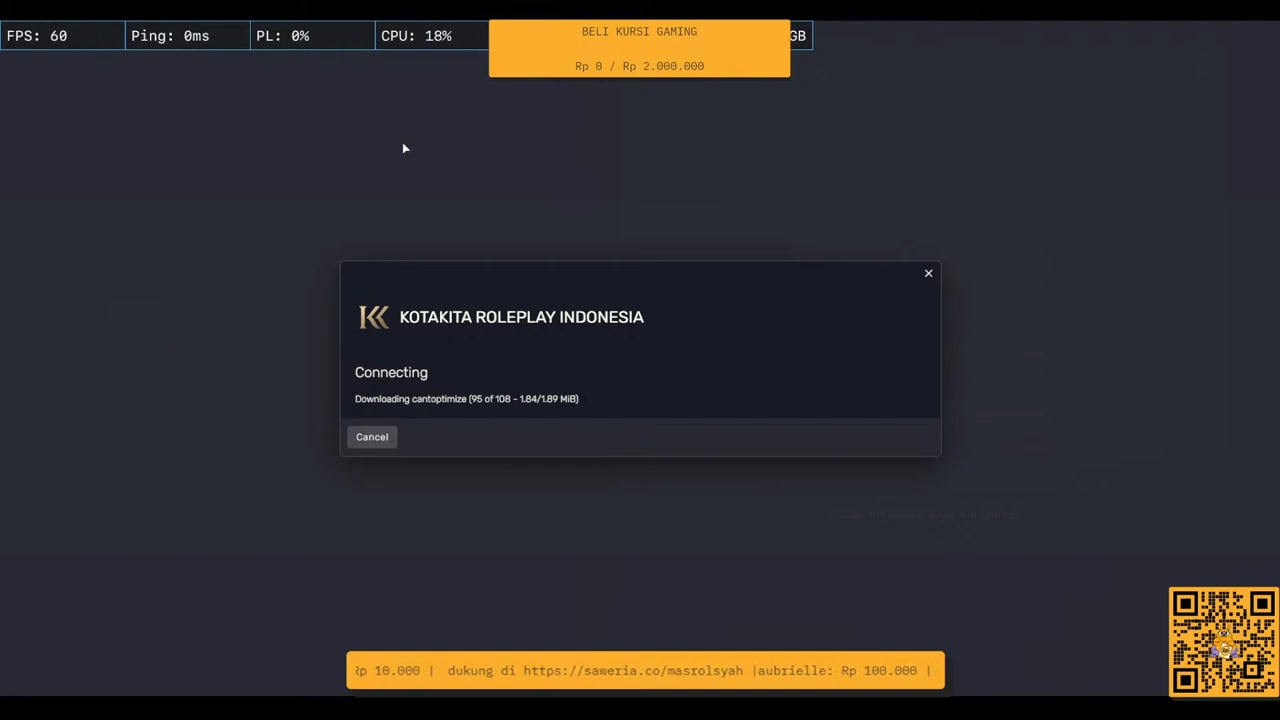 FPS: 60 Ping: 0ms PL: 0% CPU: 18% GB
BELI KURSI GAMING
Rp 0 / Rp 2.000.000
KOTAKITA ROLEPLAY INDONESIA
Connecting
Downloading cantoptimize (95 of 108 - 1.84/1.89 MiB)
Cancel
Rp 10.000 | dukung di https://saweria.co/masrolsyah |aubrielle: Rp 100.000 |